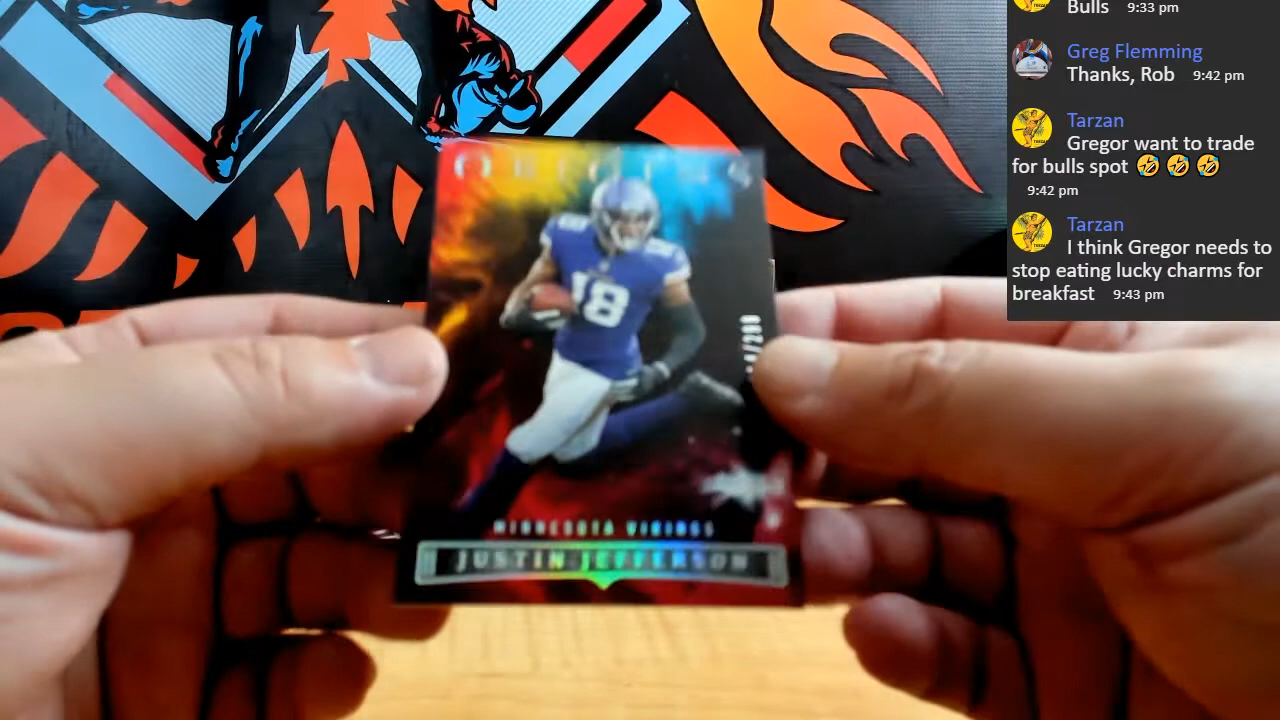 Bulls 9:33 pm
Greg Flemming
Thanks, Rob 9:42 pm
Tarzan
Gregor want to trade
for bulls spot 🤣 🤣 🤣
9:42 pm
Tarzan
I think Gregor needs to
stop eating lucky charms for
breakfast 9:43 pm
ORIGINS
18
MINNESOTA VIKINGS
JUSTIN JEFFERSON